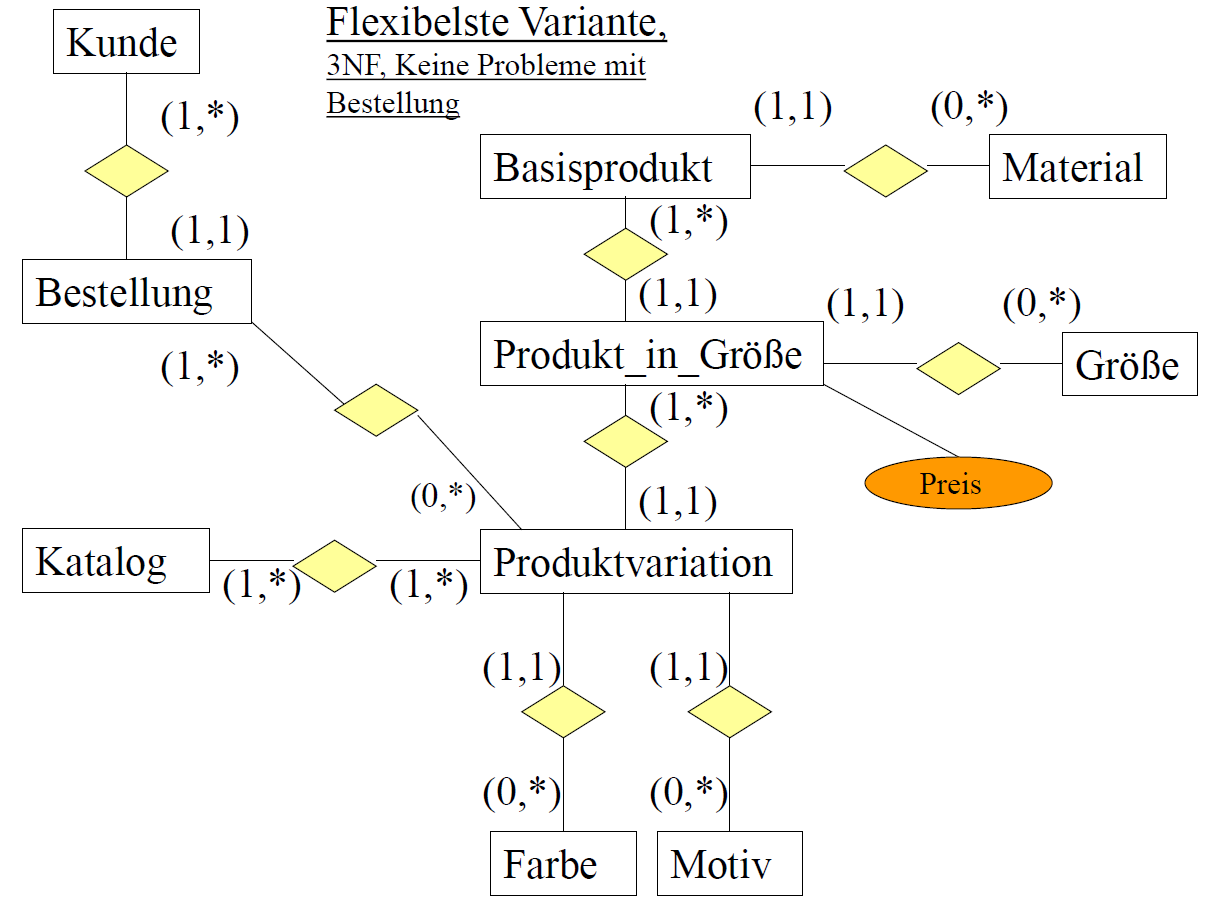 Flexibelste Variante,
3NF, Keine Probleme mit
Bestellung
Kunde
(1,*)
(1,1)
Bestellung
(1,*)
(0,*)
Basisprodukt
(1,1)
(0,*)
Material
(1,*)
(1,1)
Produkt_in_Größe
(1,1)
(0,*)
Größe
Preis
(1,*)
(1,1)
Katalog
(1,*)
(1,*)
Produktvariation
(1,1)
(1,1)
(0,*)
(0,*)
Farbe
Motiv